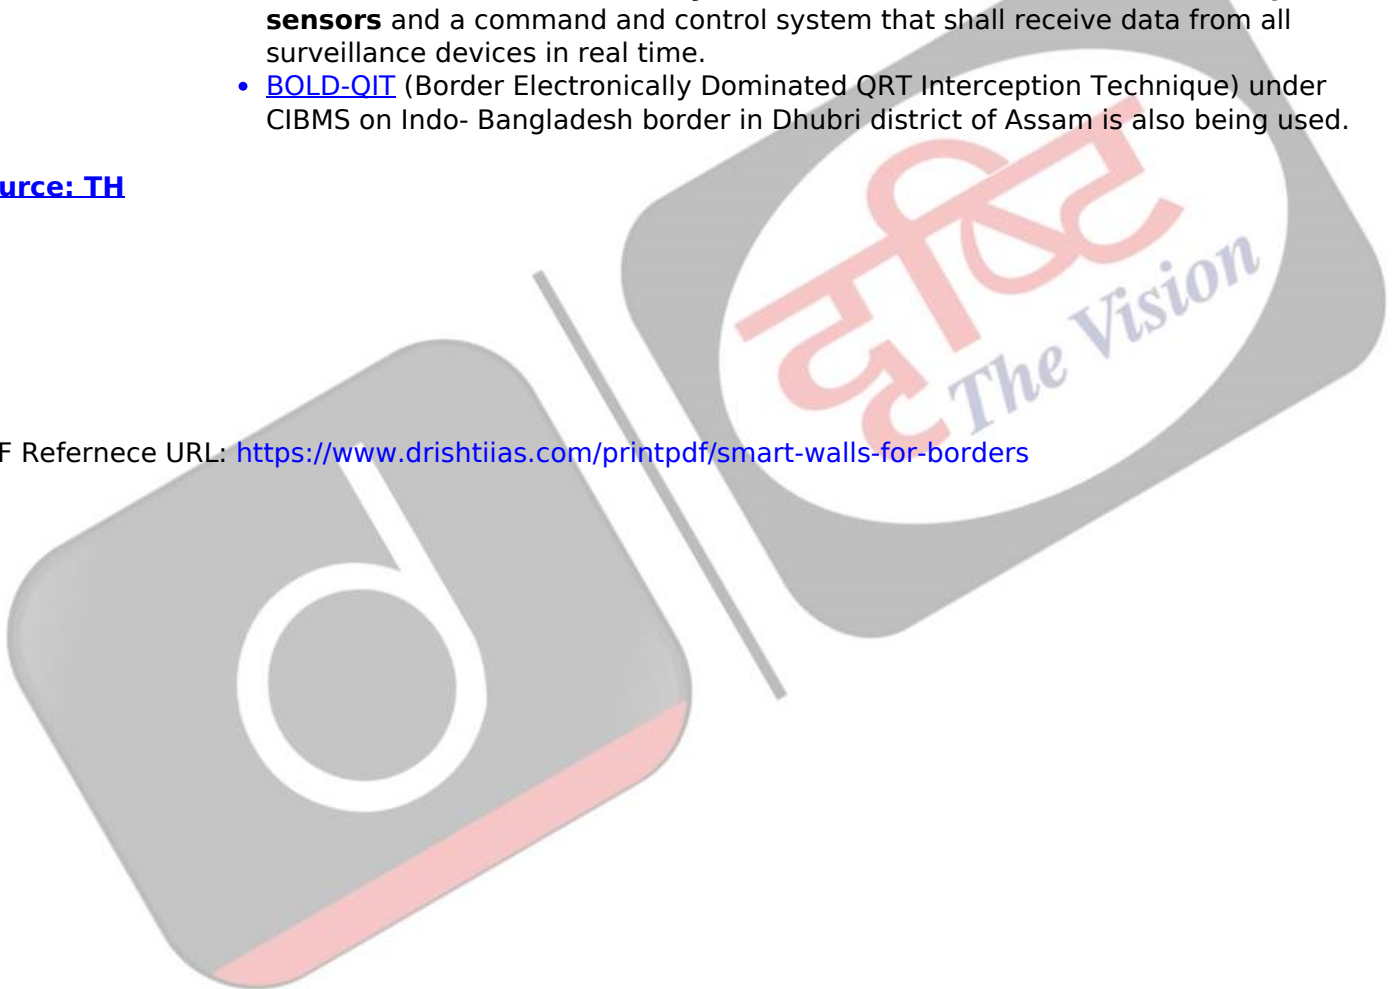 sensors and a command and control system that shall receive data from all
surveillance devices in real time.
• BOLD-QIT (Border Electronically Dominated QRT Interception Technique) under
CIBMS on Indo- Bangladesh border in Dhubri district of Assam is also being used.
urce: TH
दृष्टि
The Vision
F Refernece URL: https://www.drishtiias.com/printpdf/smart-walls-for-borders
d